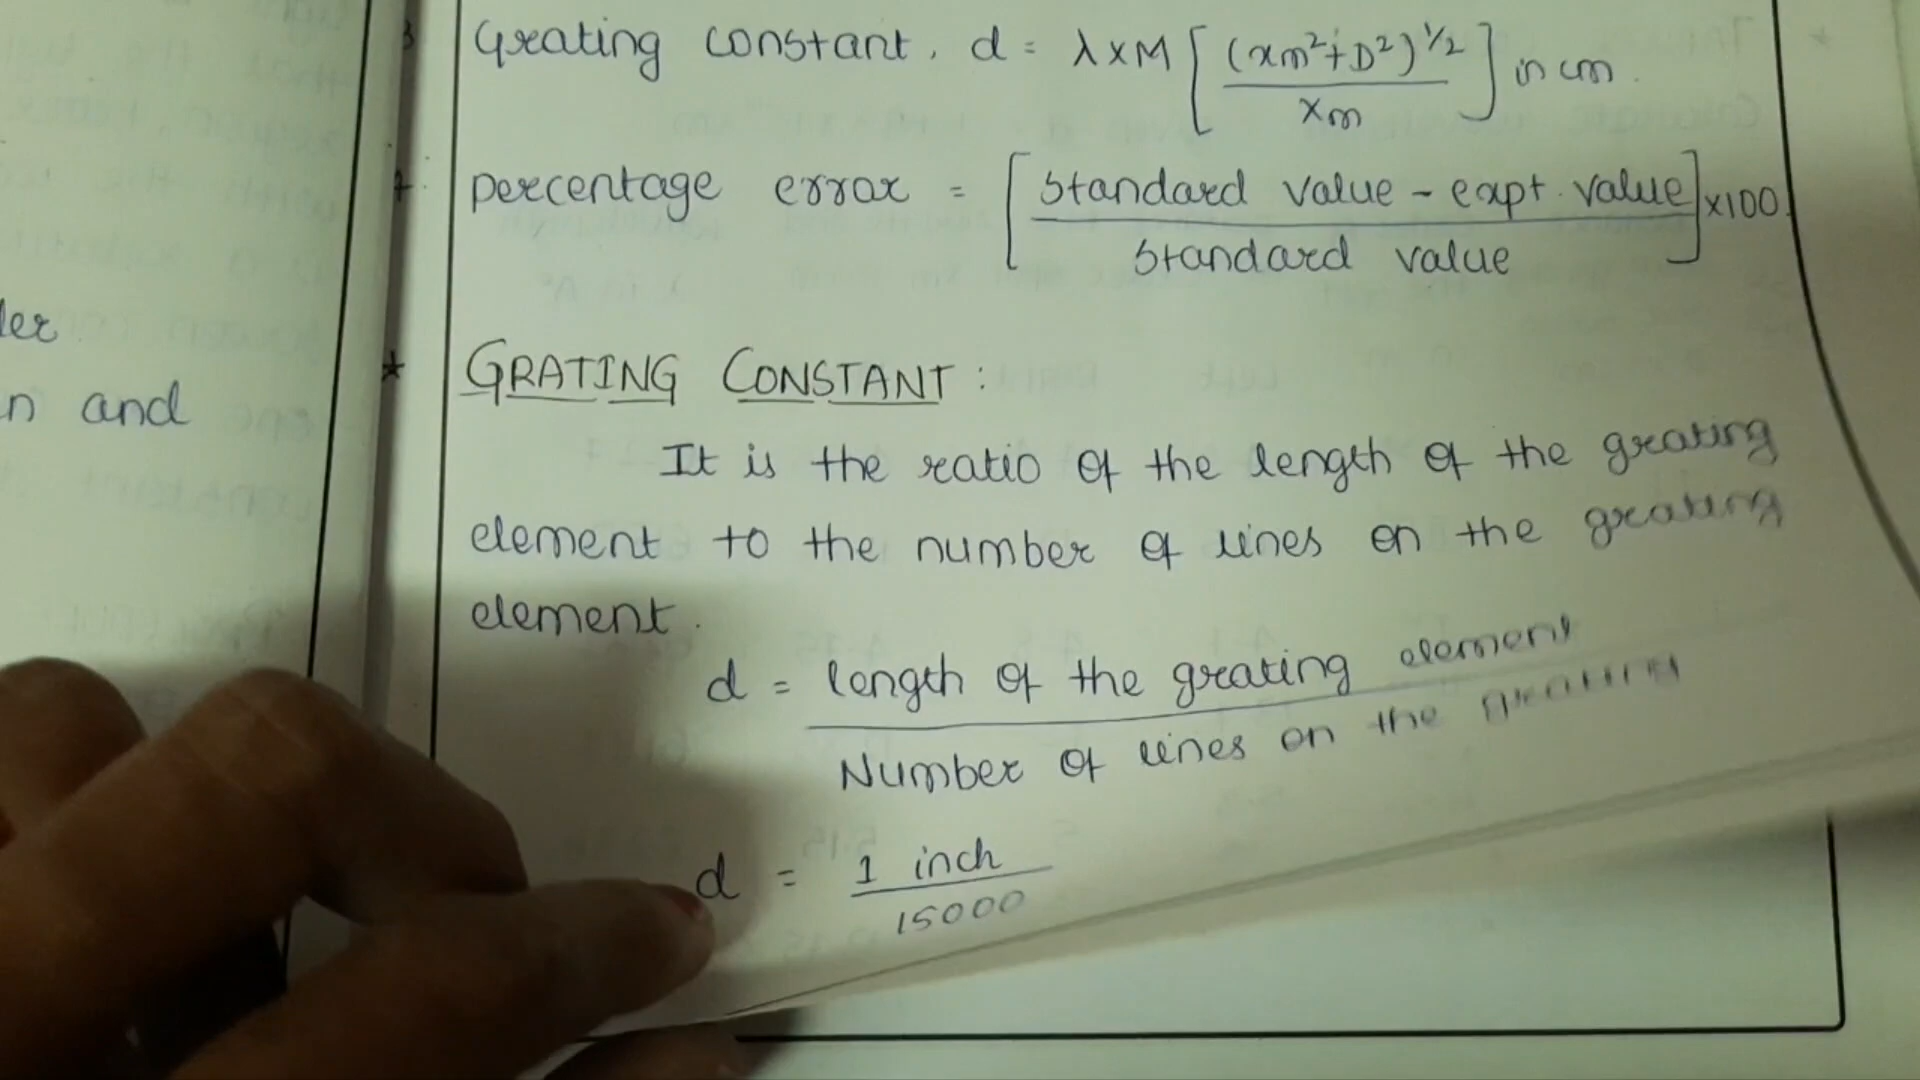 ler
n and
Grating constant, d = λ x M [ (xm² + D²)^1/2 / xm ] in cm.
7. Percentage error = [ Standard value - expt. value / Standard value ] x100
* GRATING CONSTANT :
It is the ratio of the length of the grating
element to the number of lines on the grating
element.
d = length of the grating element
Number of lines on the grating
d = 1 inch
15000